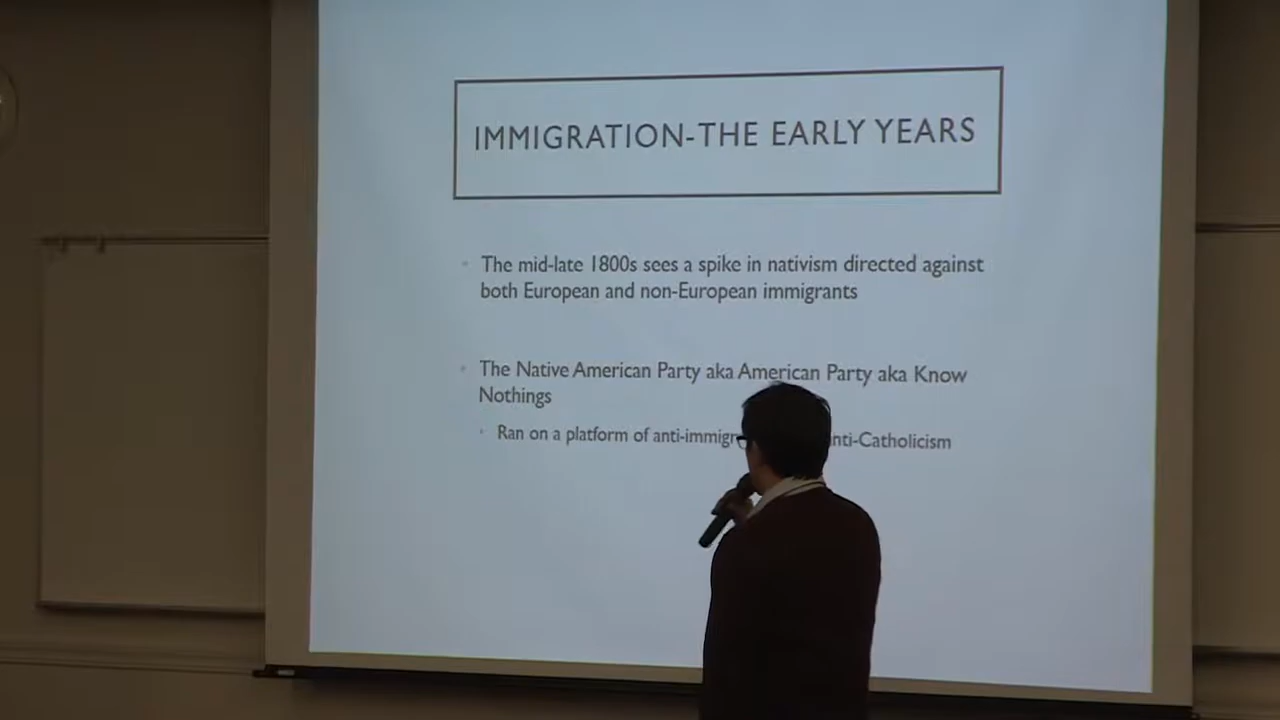 IMMIGRATION-THE EARLY YEARS
The mid-late 1800s sees a spike in nativism directed against
both European and non-European immigrants
The Native American Party aka American Party aka Know
Nothings
Ran on a platform of anti-immigr nti-Catholicism